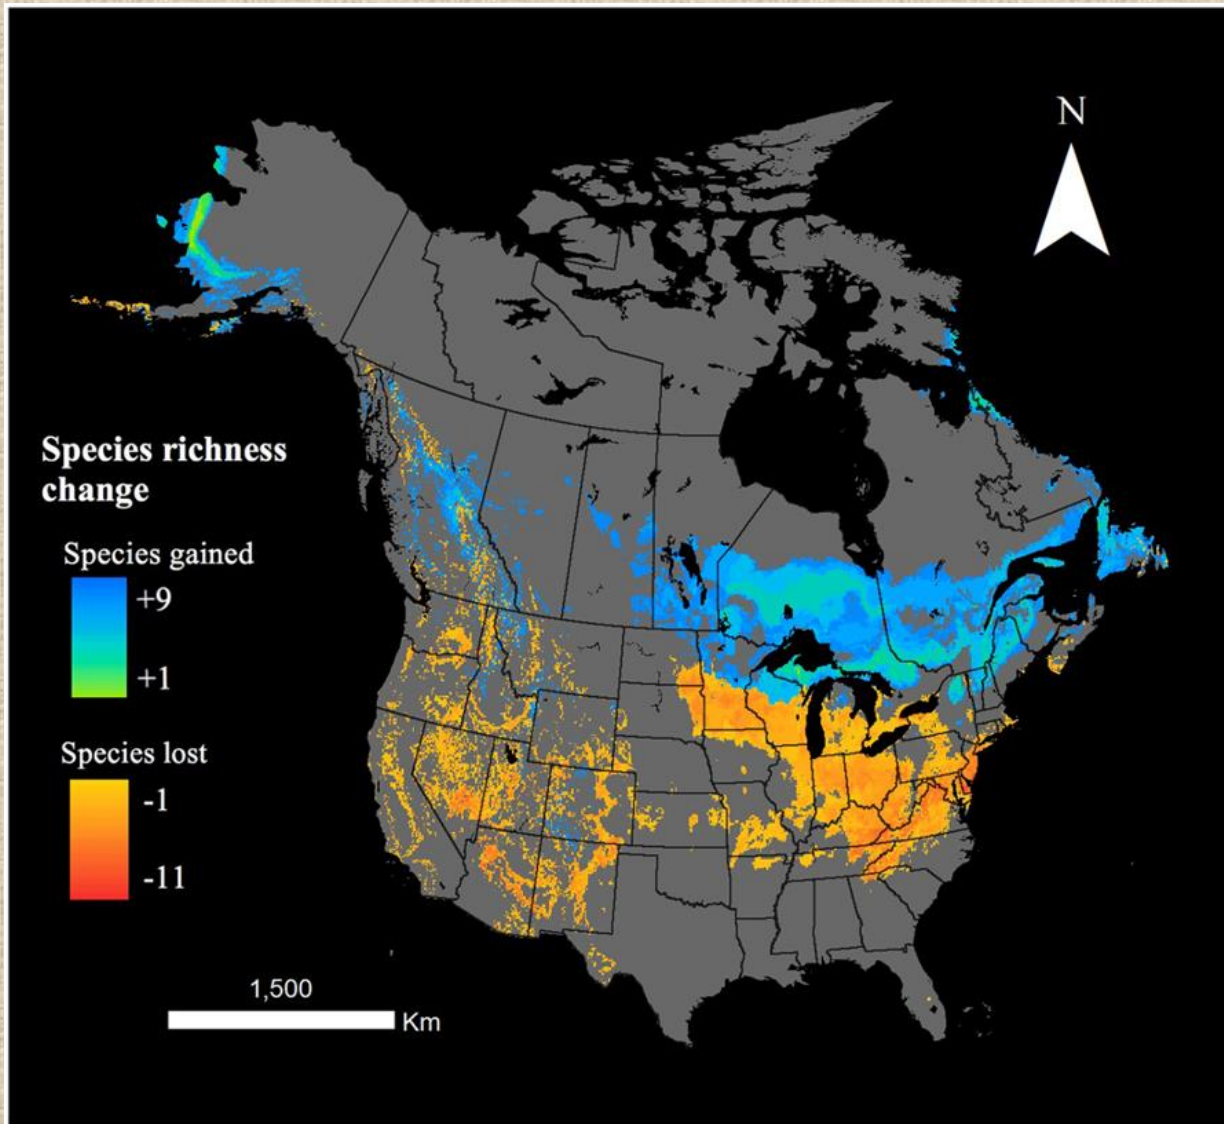 N
Species richness
change
Species gained
+9
+1
Species lost
-1
-11
1,500
Km